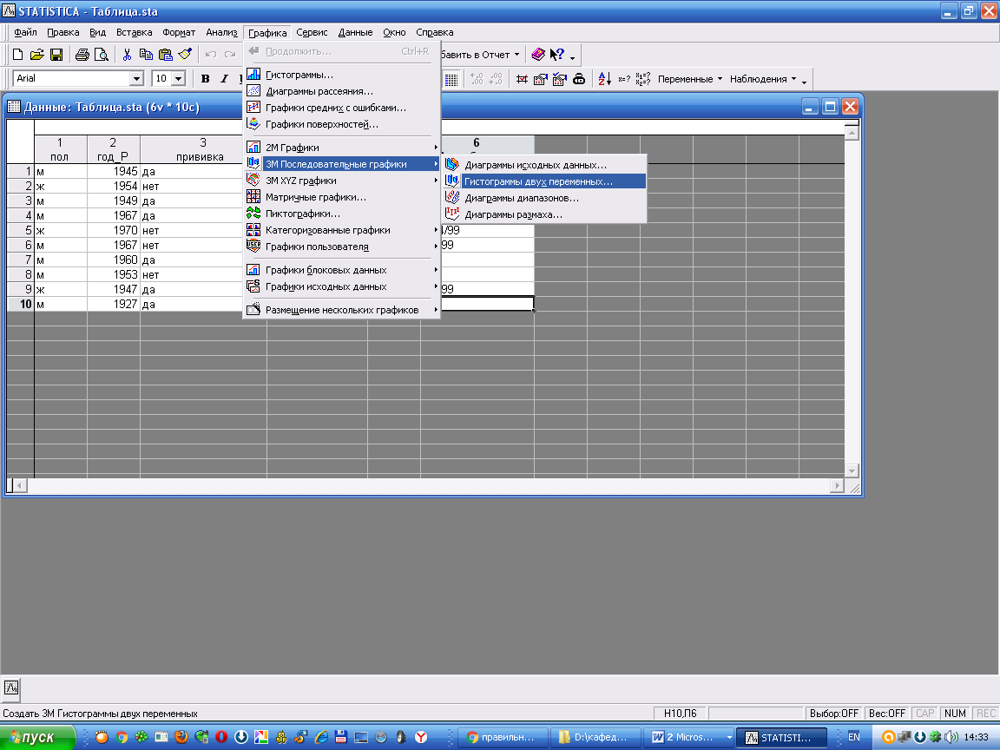 STATISTICA - Таблица.sta
Файл Правка Вид Вставка Формат Анализ Графика Сервис Данные Окно Справка
бавить в Отчет
Arial 10 B I Переменные Наблюдения
Данные: Таблица.sta (6v * 10c)
1 2 3 6
пол год_Р прививка
1 м 1945 да
2 ж 1954 нет
3 м 1949 да
4 м 1967 да
5 ж 1970 нет /99
6 м 1967 нет 99
7 м 1960 да
8 м 1953 нет
9 ж 1947 да 99
10 м 1927 да
Продолжить... Ctrl+R
Гистограммы...
Диаграммы рассеяния...
Графики средних с ошибками...
Графики поверхностей...
2М Графики
3М Последовательные графики
3М XYZ графики
Матричные графики...
Пиктографики...
Категоризованные графики
Графики пользователя
Графики блоковых данных
Графики исходных данных
Размещение нескольких графиков
Диаграммы исходных данных...
Гистограммы двух переменных...
Диаграммы диапазонов...
Диаграммы размаха...
Создать 3М Гистограммы двух переменных
Н10,П6 Выбор:OFF Вес:OFF CAP NUM REC
пуск правильн... D:\кафед... 2 Micros... STATISTI... EN 14:33